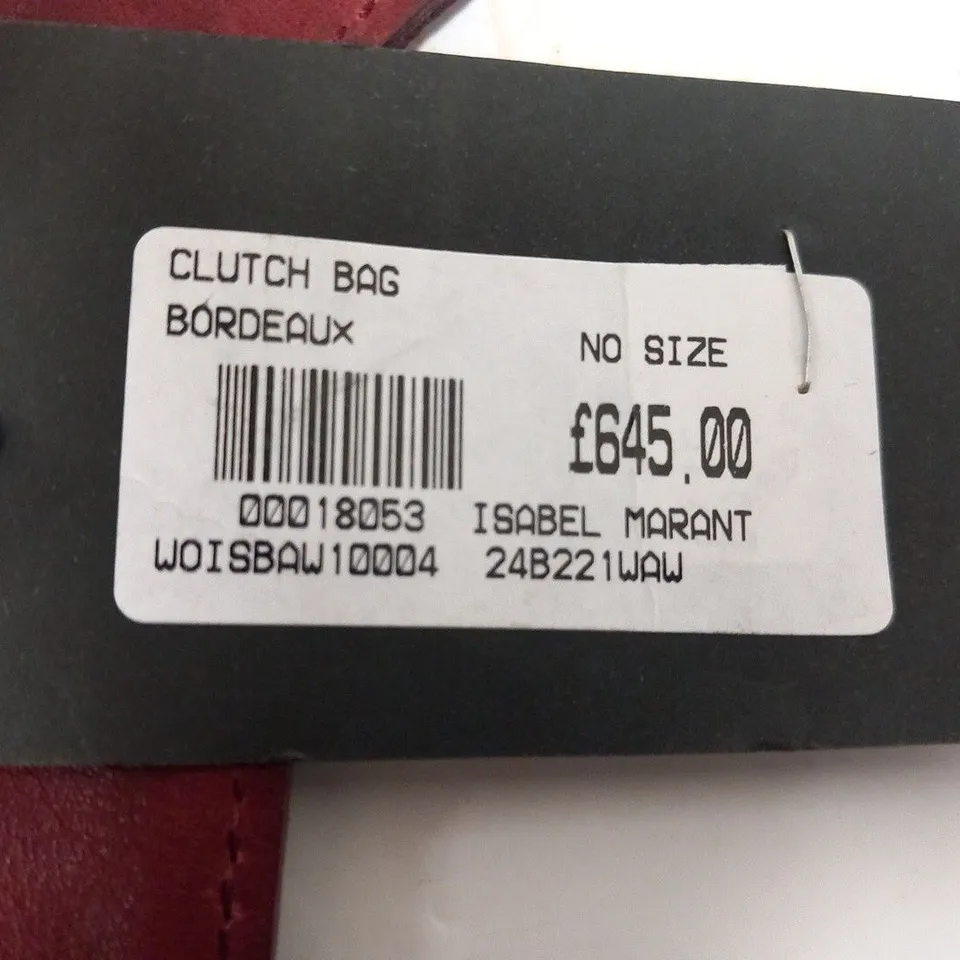 CLUTCH BAG
BORDEAUX
NO SIZE
£645.00
00018053 ISABEL MARANT
WOISBAW10004 24B221WAW